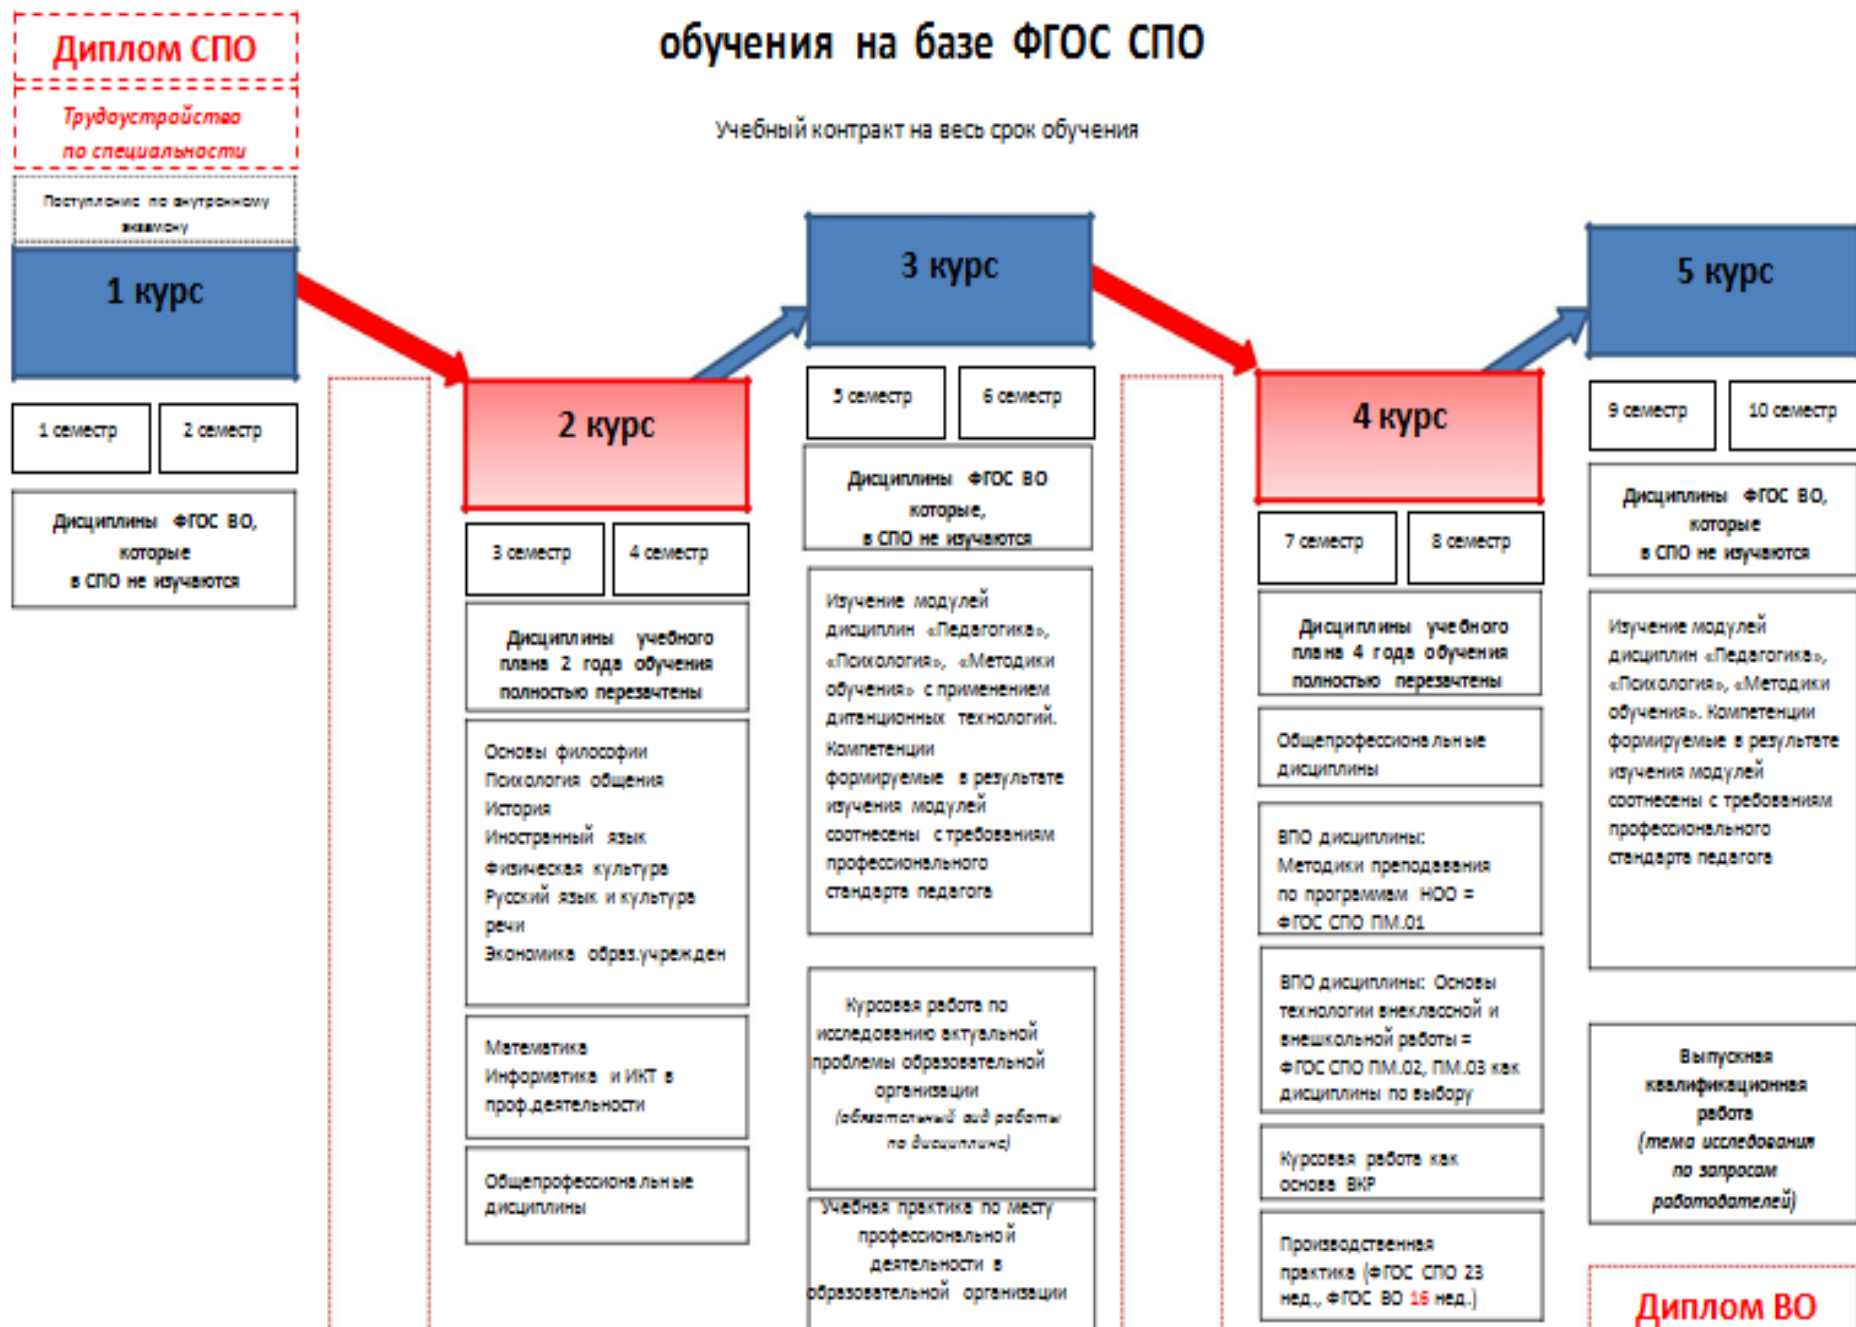 обучения на базе ФГОС СПО
Учебный контракт на весь срок обучения
Диплом СПО
Трудоустройство
по специальности
Поступление по внутреннему
экзамену
1 курс
1 семестр
2 семестр
Дисциплины ФГОС ВО,
которые
в СПО не изучаются
2 курс
3 семестр
4 семестр
Дисциплины учебного
плана 2 года обучения
полностью перезачтены
Основы философии
Психология общения
История
Иностранный язык
Физическая культура
Русский язык и культура
речи
Экономика образ.учрежден
Математика
Информатика и ИКТ в
проф.деятельности
Общепрофессиональные
дисциплины
3 курс
5 семестр
6 семестр
Дисциплины ФГОС ВО
которые,
в СПО не изучаются
Изучение модулей
дисциплин «Педагогика»,
«Психология», «Методики
обучения» с применением
дитанционных технологий.
Компетенции
формируемые в результате
изучения модулей
соотнесены с требованиям
профессионального
стандарта педагога
Курсовая работа по
исследованию актуальной
проблемы образовательной
организации
(обязательный вид работы
по дисциплине)
Учебная практика по месту
профессиональной
деятельности в
образовательной организации
4 курс
7 семестр
8 семестр
Дисциплины учебного
плана 4 года обучения
полностью перезачтены
Общепрофессиональные
дисциплины
ВПО дисциплины:
Методики преподавания
по программам НОО =
ФГОС СПО ПМ.01
ВПО дисциплины: Основы
технологии внеклассной и
внешкольной работы =
ФГОС СПО ПМ.02, ПМ.03 как
дисциплины по выбору
Курсовая работа как
основа ВКР
Производственная
практика (ФГОС СПО 23
нед., ФГОС ВО 16 нед.)
5 курс
9 семестр
10 семестр
Дисциплины ФГОС ВО,
которые
в СПО не изучаются
Изучение модулей
дисциплин «Педагогика»,
«Психология», «Методики
обучения». Компетенции
формируемые в результате
изучения модулей
соотнесены с требованиям
профессионального
стандарта педагога
Выпускная
квалификационная
работа
(тема исследования
по запросам
работодателей)
Диплом ВО